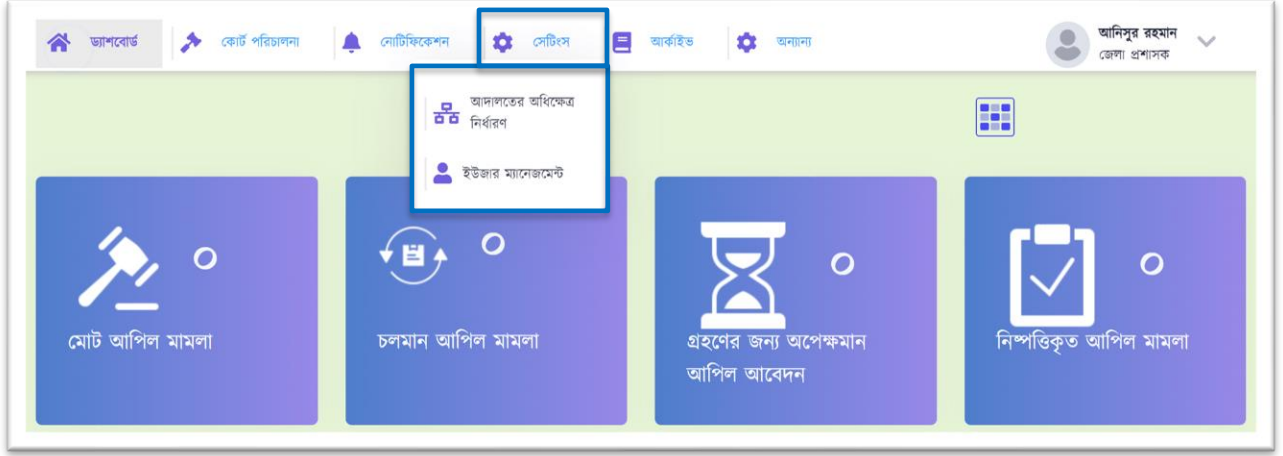 ড্যাশবোর্ড কোর্ট পরিচালনা নোটিফিকেশন সেটিংস আর্কাইভ অন্যান্য
আনিসুর রহমান
জেলা প্রশাসক
আদালতের অধিক্ষেত্র
নির্ধারণ
ইউজার ম্যানেজমেন্ট
০
মোট আপিল মামলা
০
চলমান আপিল মামলা
০
গ্রহণের জন্য অপেক্ষমান
আপিল আবেদন
০
নিষ্পত্তিকৃত আপিল মামলা